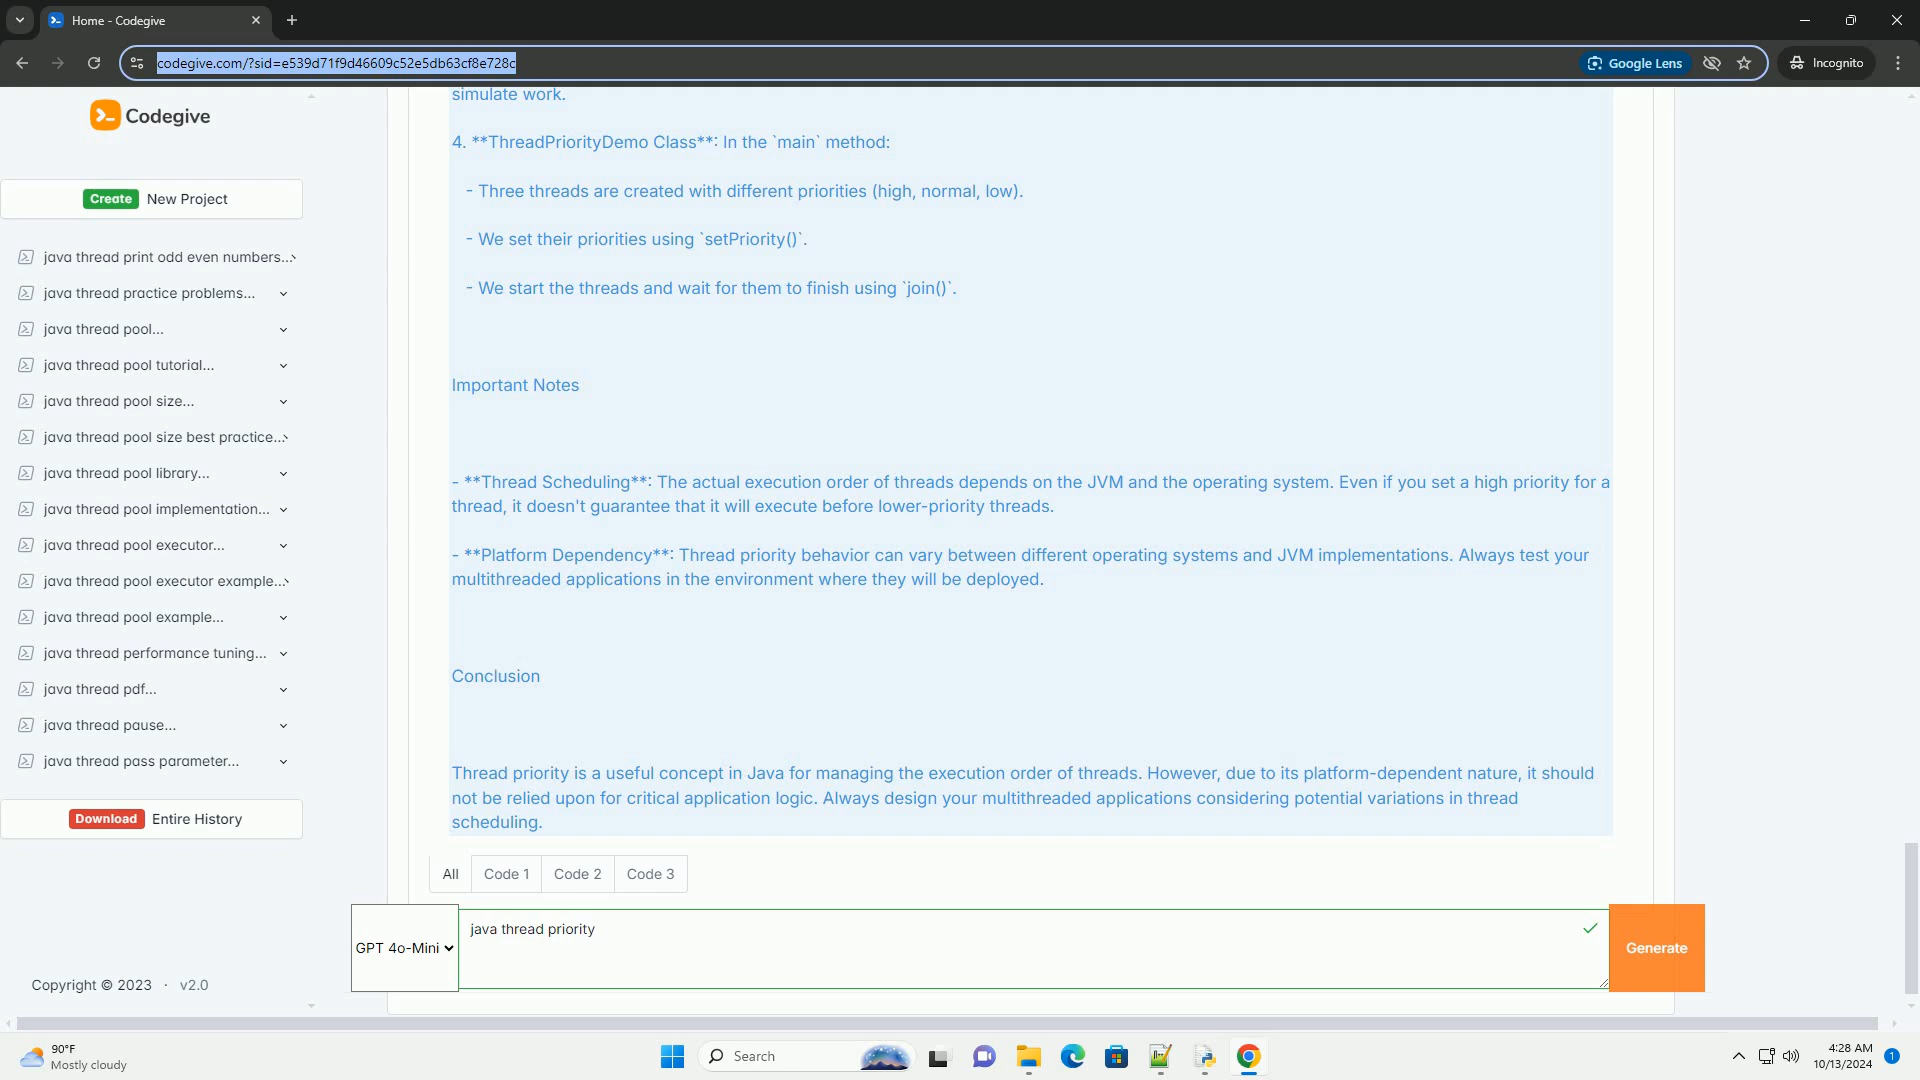 Home - Codegive
codegive.com/?sid=e539d71f9d46609c52e5db63cf8e728c
Google Lens
Incognito
Codegive
Create New Project
java thread print odd even numbers...
java thread practice problems...
java thread pool...
java thread pool tutorial...
java thread pool size...
java thread pool size best practice...
java thread pool library...
java thread pool implementation...
java thread pool executor...
java thread pool executor example...
java thread pool example...
java thread performance tuning...
java thread pdf...
java thread pause...
java thread pass parameter...
Download Entire History
Copyright © 2023 · v2.0
simulate work.
4. **ThreadPriorityDemo Class**: In the `main` method:
- Three threads are created with different priorities (high, normal, low).
- We set their priorities using `setPriority()`.
- We start the threads and wait for them to finish using `join()`.
Important Notes
- **Thread Scheduling**: The actual execution order of threads depends on the JVM and the operating system. Even if you set a high priority for a
thread, it doesn't guarantee that it will execute before lower-priority threads.
- **Platform Dependency**: Thread priority behavior can vary between different operating systems and JVM implementations. Always test your
multithreaded applications in the environment where they will be deployed.
Conclusion
Thread priority is a useful concept in Java for managing the execution order of threads. However, due to its platform-dependent nature, it should
not be relied upon for critical application logic. Always design your multithreaded applications considering potential variations in thread
scheduling.
All Code 1 Code 2 Code 3
GPT 4o-Mini
java thread priority
Generate
90°F
Mostly cloudy
Search
4:28 AM
10/13/2024
1